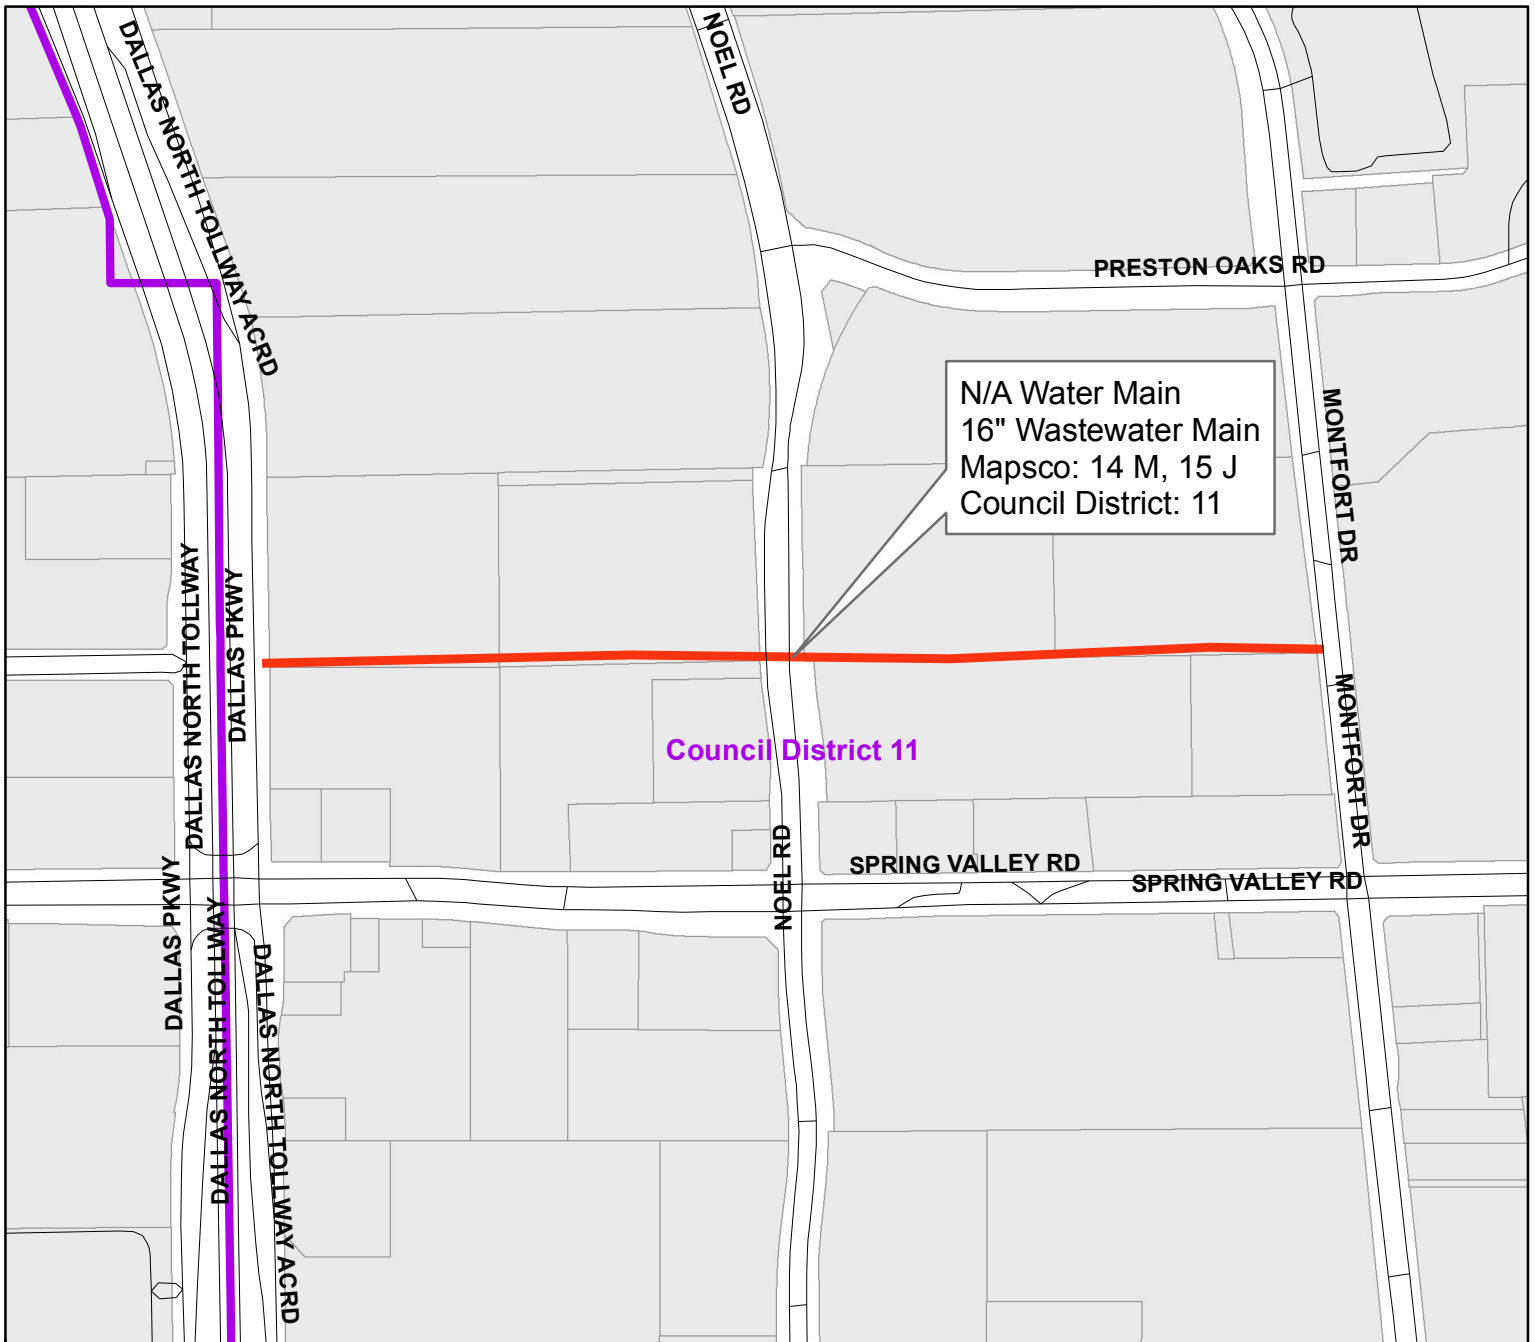 DALLAS NORTH TOLLWAY ACRD
NOEL RD
PRESTON OAKS RD
N/A Water Main
16" Wastewater Main
Mapsco: 14 M, 15 J
Council District: 11
MONTFORT DR
DALLAS NORTH TOLLWAY
DALLAS PKWY
MONTFORT DR
Council District 11
NOEL RD
SPRING VALLEY RD
SPRING VALLEY RD
DALLAS PKWY
DALLAS NORTH TOLLWAY
DALLAS NORTH TOLLWAY ACRD